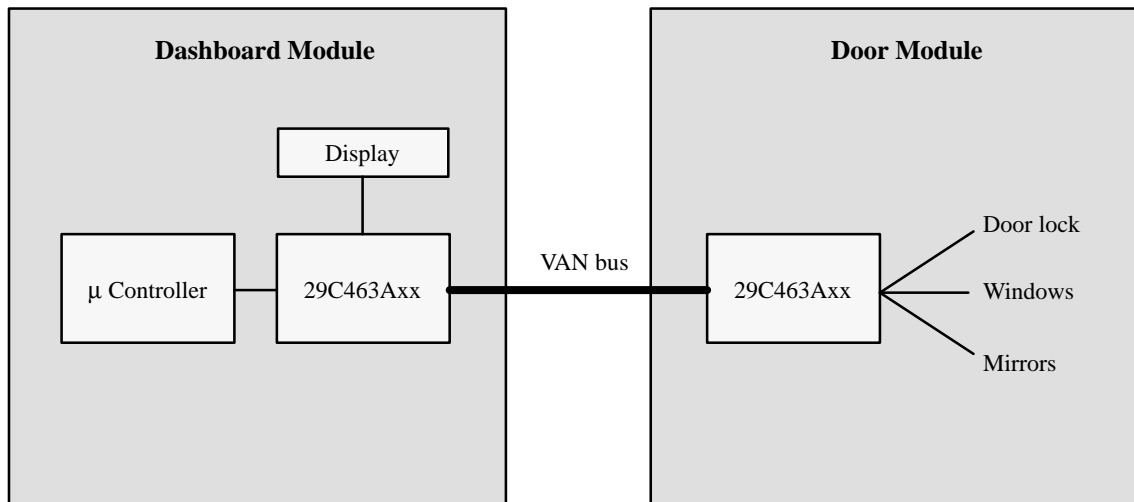 Dashboard Module
Door Module
Display
μ Controller
29C463Axx
VAN bus
29C463Axx
Door lock
Windows
Mirrors